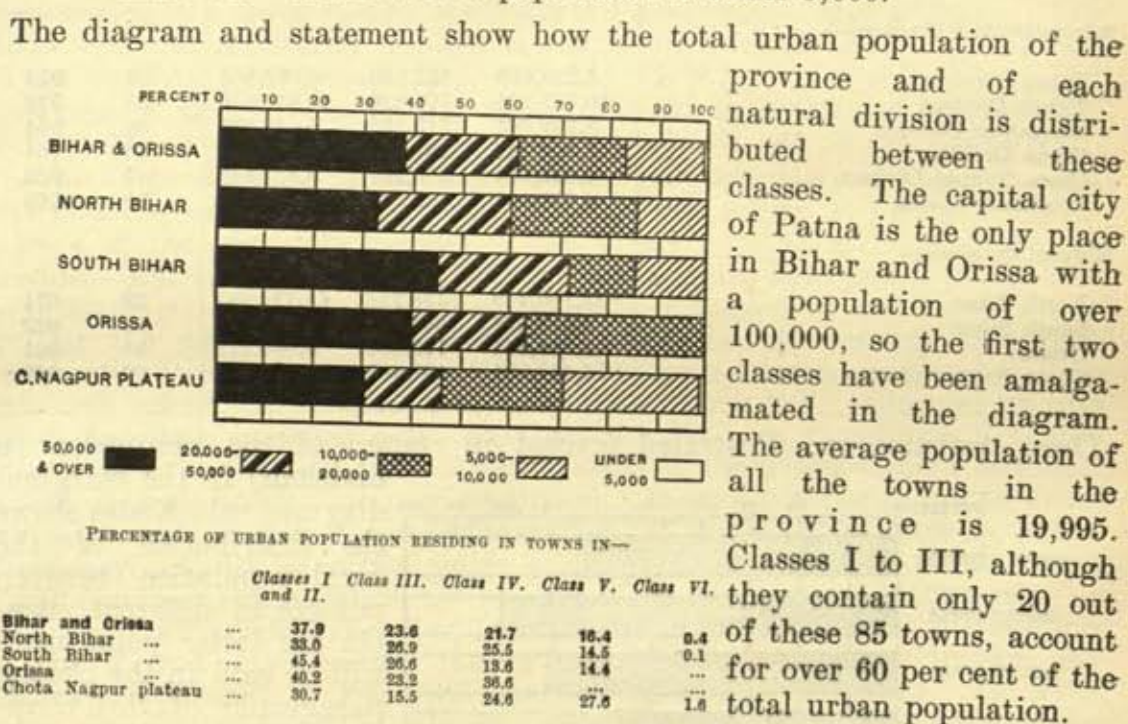 The diagram and statement show how the total urban population of the
province and of each
natural division is distri-
buted between these
classes. The capital city
of Patna is the only place
in Bihar and Orissa with
a population of over
100,000, so the first two
classes have been amalga-
mated in the diagram.
The average population of
all the towns in the
province is 19,995.
Classes I to III, although
they contain only 20 out
of these 85 towns, account
for over 60 per cent of the
total urban population.
PERCENT 0 10 20 30 40 50 60 70 80 90 100
BIHAR & ORISSA
NORTH BIHAR
SOUTH BIHAR
ORISSA
C.NAGPUR PLATEAU
50,000 & OVER
20,000- 50,000
10,000- 20,000
5,000- 10,000
UNDER 5,000
PERCENTAGE OF URBAN POPULATION RESIDING IN TOWNS IN—
Classes I and II. Class III. Class IV. Class V. Class VI.
Bihar and Orissa ... 37.9 23.6 21.7 16.4 0.4
North Bihar ... ... 33.0 26.9 25.5 14.5 0.1
South Bihar ... ... 45.4 26.6 13.6 14.4 ...
Orissa ... ... 40.2 23.2 36.6 ... ...
Chota Nagpur plateau ... 30.7 15.5 24.6 27.6 1.6